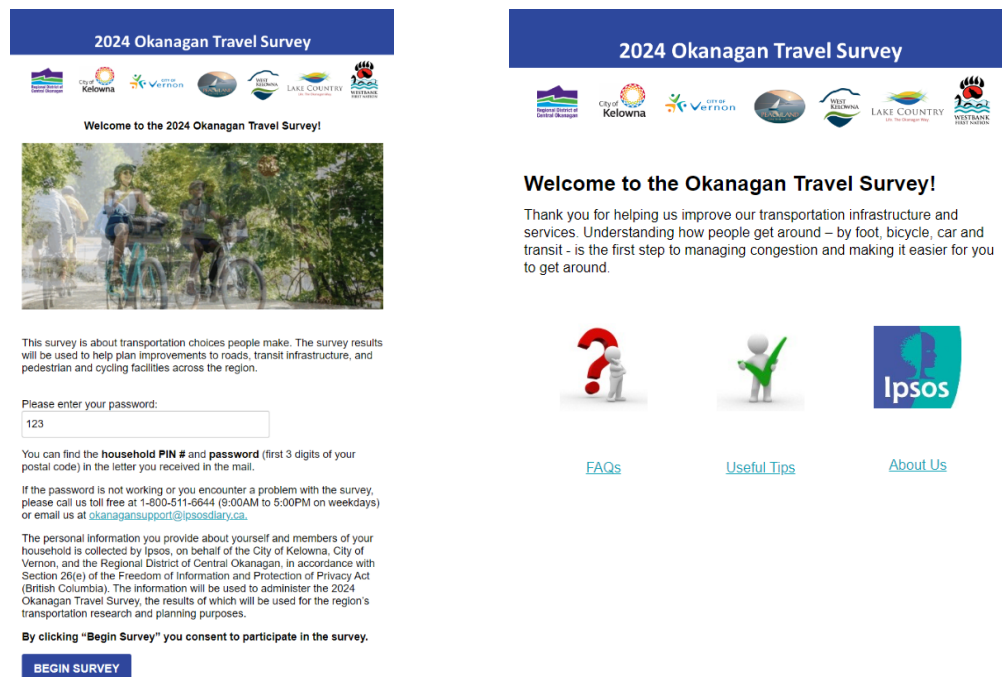 2024 Okanagan Travel Survey
Regional District of
Central Okanagan
City of
Kelowna
CITY OF
Vernon
WEST
KELOWNA
LAKE COUNTRY
WESTBANK
FIRST NATION
Welcome to the 2024 Okanagan Travel Survey!
This survey is about transportation choices people make. The survey results
will be used to help plan improvements to roads, transit infrastructure, and
pedestrian and cycling facilities across the region.
Please enter your password:
123
You can find the household PIN # and password (first 3 digits of your
postal code) in the letter you received in the mail.
If the password is not working or you encounter a problem with the survey,
please call us toll free at 1-800-511-6644 (9:00AM to 5:00PM on weekdays)
or email us at okanagansupport@ipsosdiary.ca.
The personal information you provide about yourself and members of your
household is collected by Ipsos, on behalf of the City of Kelowna, City of
Vernon, and the Regional District of Central Okanagan, in accordance with
Section 26(e) of the Freedom of Information and Protection of Privacy Act
(British Columbia). The information will be used to administer the 2024
Okanagan Travel Survey, the results of which will be used for the region's
transportation research and planning purposes.
By clicking “Begin Survey” you consent to participate in the survey.
BEGIN SURVEY
2024 Okanagan Travel Survey
Regional District of
Central Okanagan
City of
Kelowna
CITY OF
Vernon
PEACHLAND
WEST
KELOWNA
LAKE COUNTRY
Life. The Okanagan Way.
WESTBANK
FIRST NATION
Welcome to the Okanagan Travel Survey!
Thank you for helping us improve our transportation infrastructure and
services. Understanding how people get around – by foot, bicycle, car and
transit - is the first step to managing congestion and making it easier for you
to get around.
Ipsos
FAQs
Useful Tips
About Us